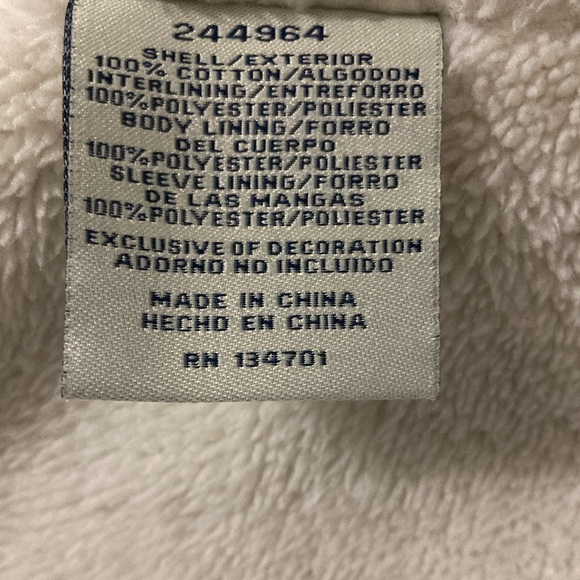 244964
SHELL/EXTERIOR
100% COTTON/ALGODON
INTERLINING/ENTREFORRO
100%POLYESTER/POLIESTER
BODY LINING/FORRO
DEL CUERPO
100%POLYESTER/POLIESTER
SLEEVE LINING/FORRO
DE LAS MANGAS
100%POLYESTER/POLIESTER
EXCLUSIVE OF DECORATION
ADORNO NO INCLUIDO
MADE IN CHINA
HECHO EN CHINA
RN 134701